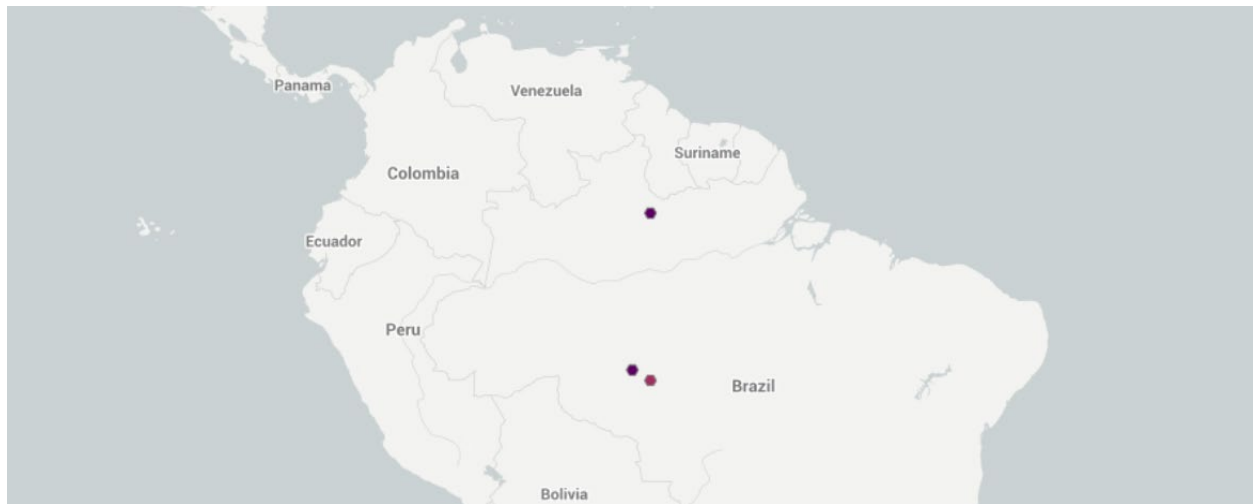 Panama
Venezuela
Suriname
Colombia
Ecuador
Peru
Brazil
Bolivia